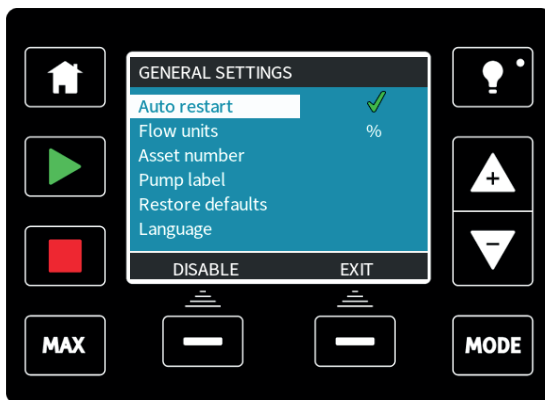 GENERAL SETTINGS
Auto restart
Flow units %
Asset number
Pump label
Restore defaults
Language
DISABLE EXIT
+
-
MAX
MODE